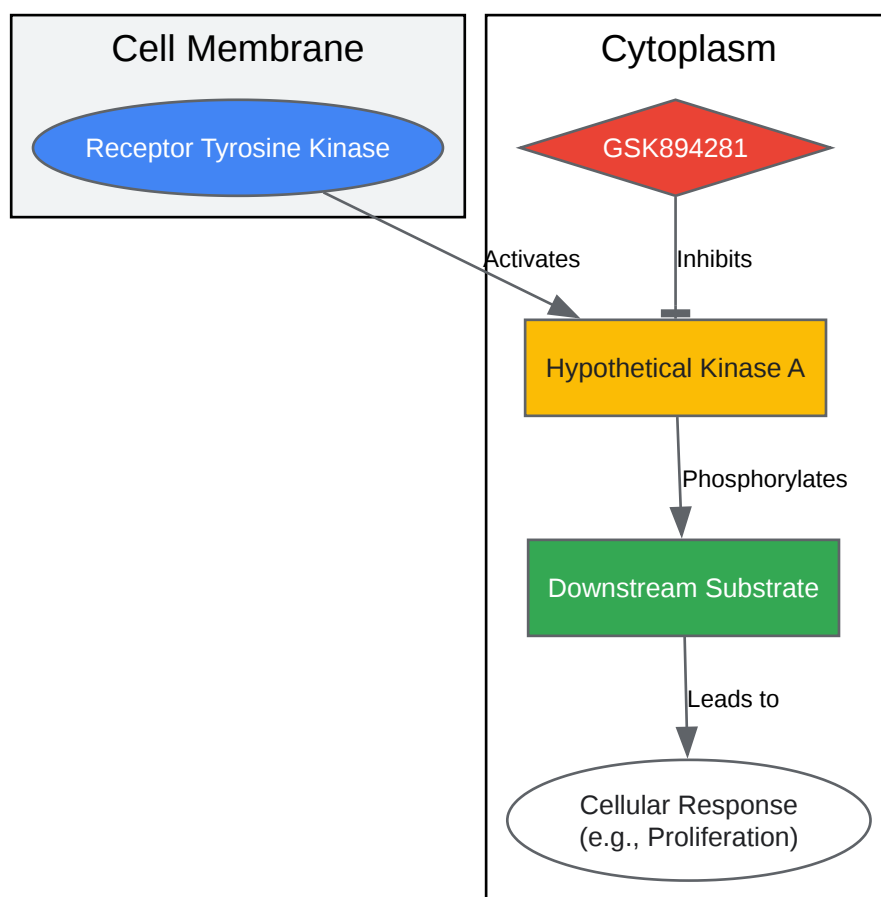 Cell Membrane
Cytoplasm
Receptor Tyrosine Kinase
GSK894281
Activates
Inhibits
Hypothetical Kinase A
Phosphorylates
Downstream Substrate
Leads to
Cellular Response
(e.g., Proliferation)